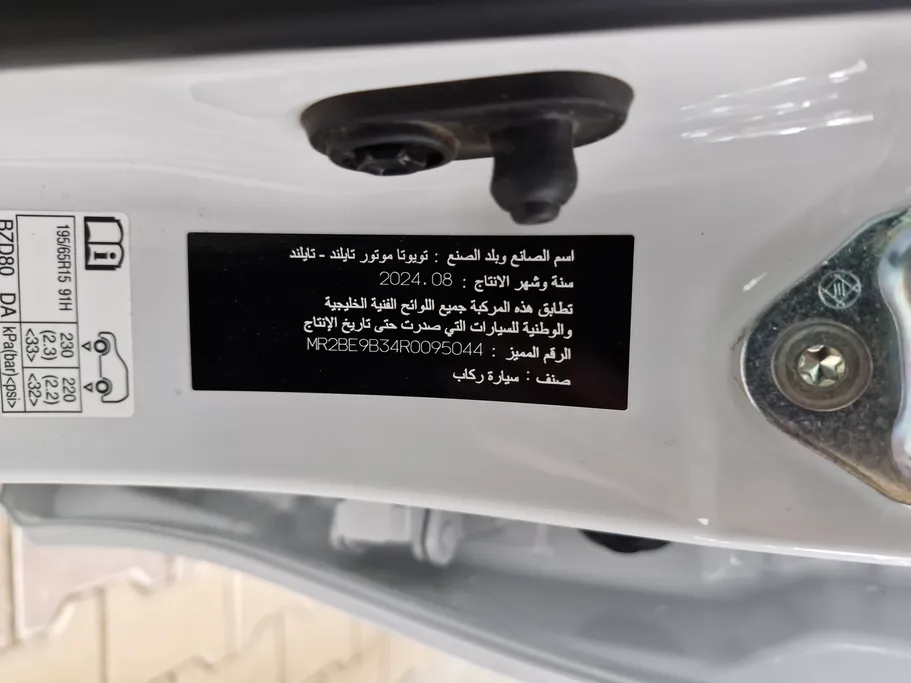 اسم الصانع وبلد الصنع : تويوتا موتور تايلند - تايلند
سنة وشهر الانتاج : 2024.08
تطابق هذه المركبة جميع اللوائح الفنية الخليجية
والوطنية للسيارات التي صدرت حتى تاريخ الإنتاج
الرقم المميز : MR2BE9B34R0095044
صنف : سيارة ركاب
195/65R15 91H
230 (2.3) <33>
220 (2.2) <32>
BZD80 DA kPa(bar)<psi>